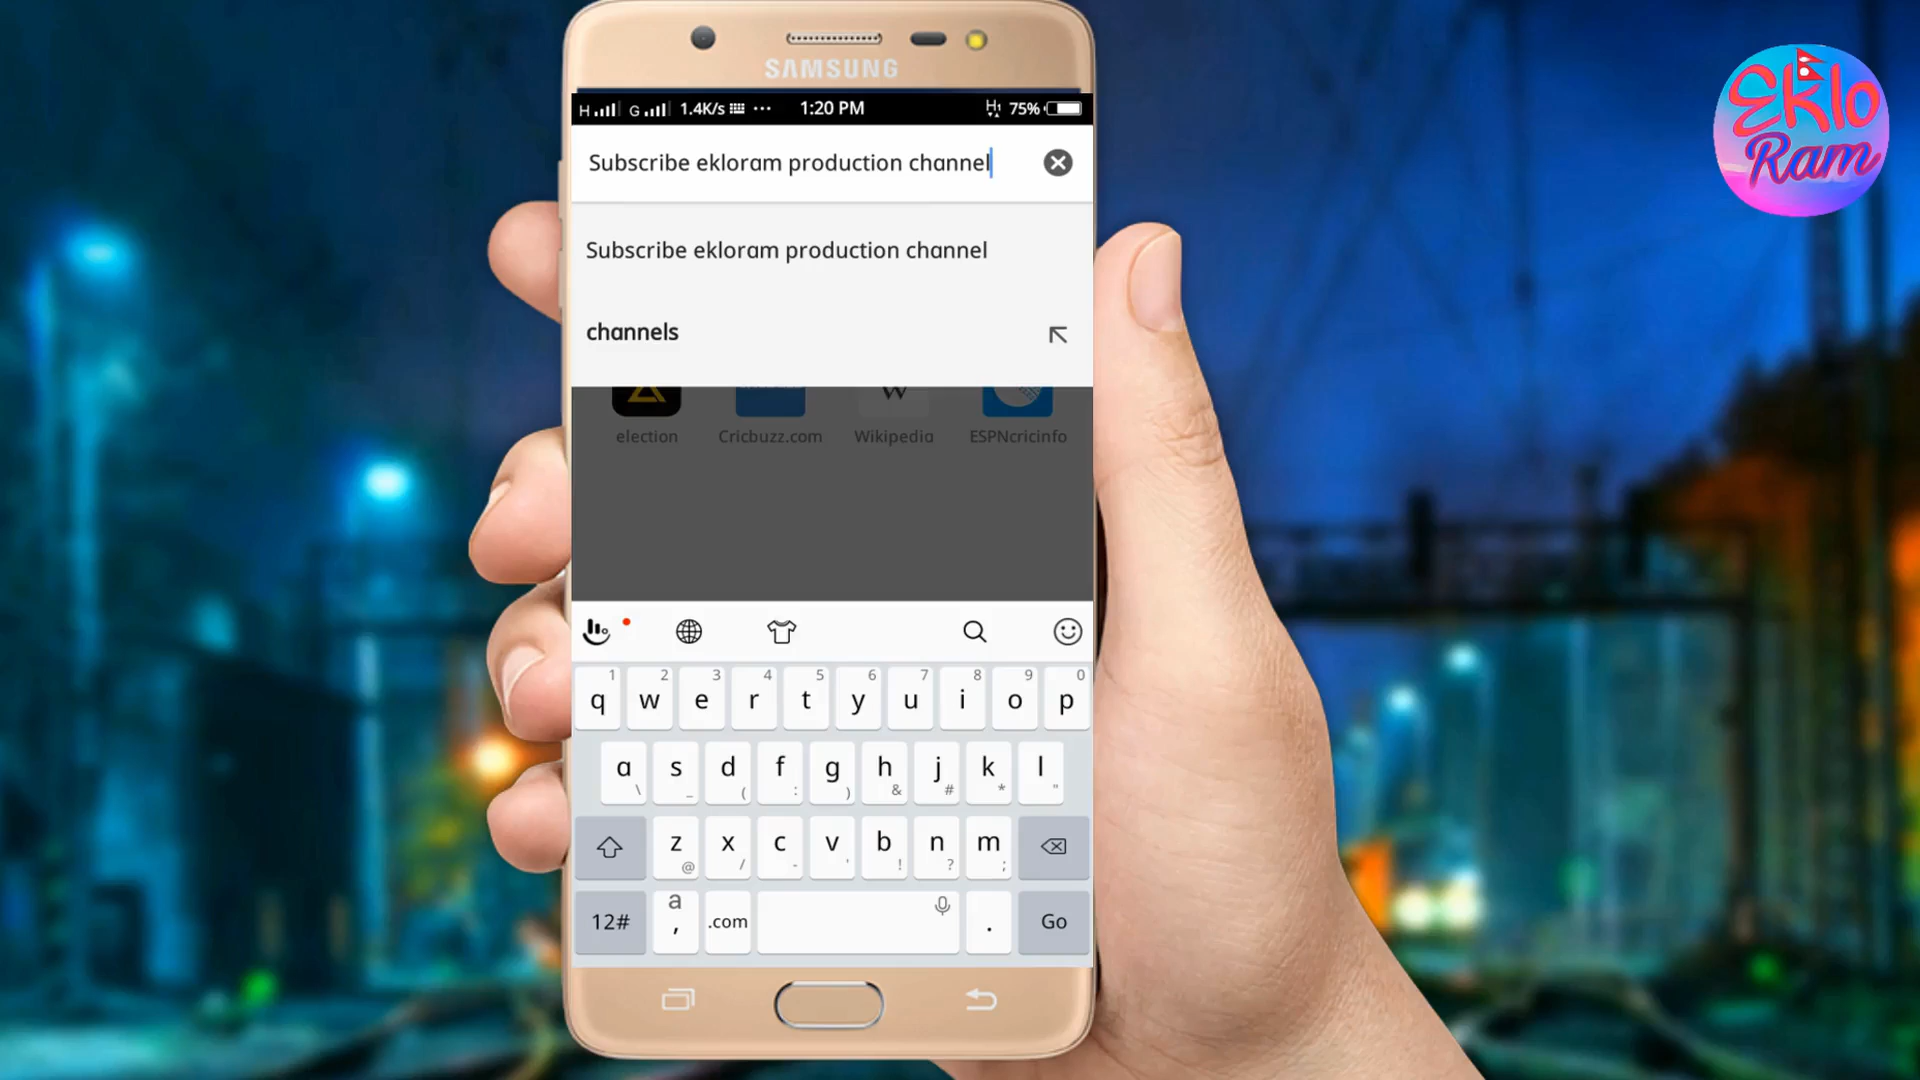 SAMSUNG
H G 1.4K/s ... 1:20 PM H 75%
Subscribe ekloram production channel
Subscribe ekloram production channel
channels
election Cricbuzz.com Wikipedia ESPNcricinfo
1 2 3 4 5 6 7 8 9 0
q w e r t y u i o p
a s d f g h j k l
\ _ ( : ) & # * "
z x c v b n m
@ / - ' ! ? ;
a
12# , .com . Go
Eklo
Ram